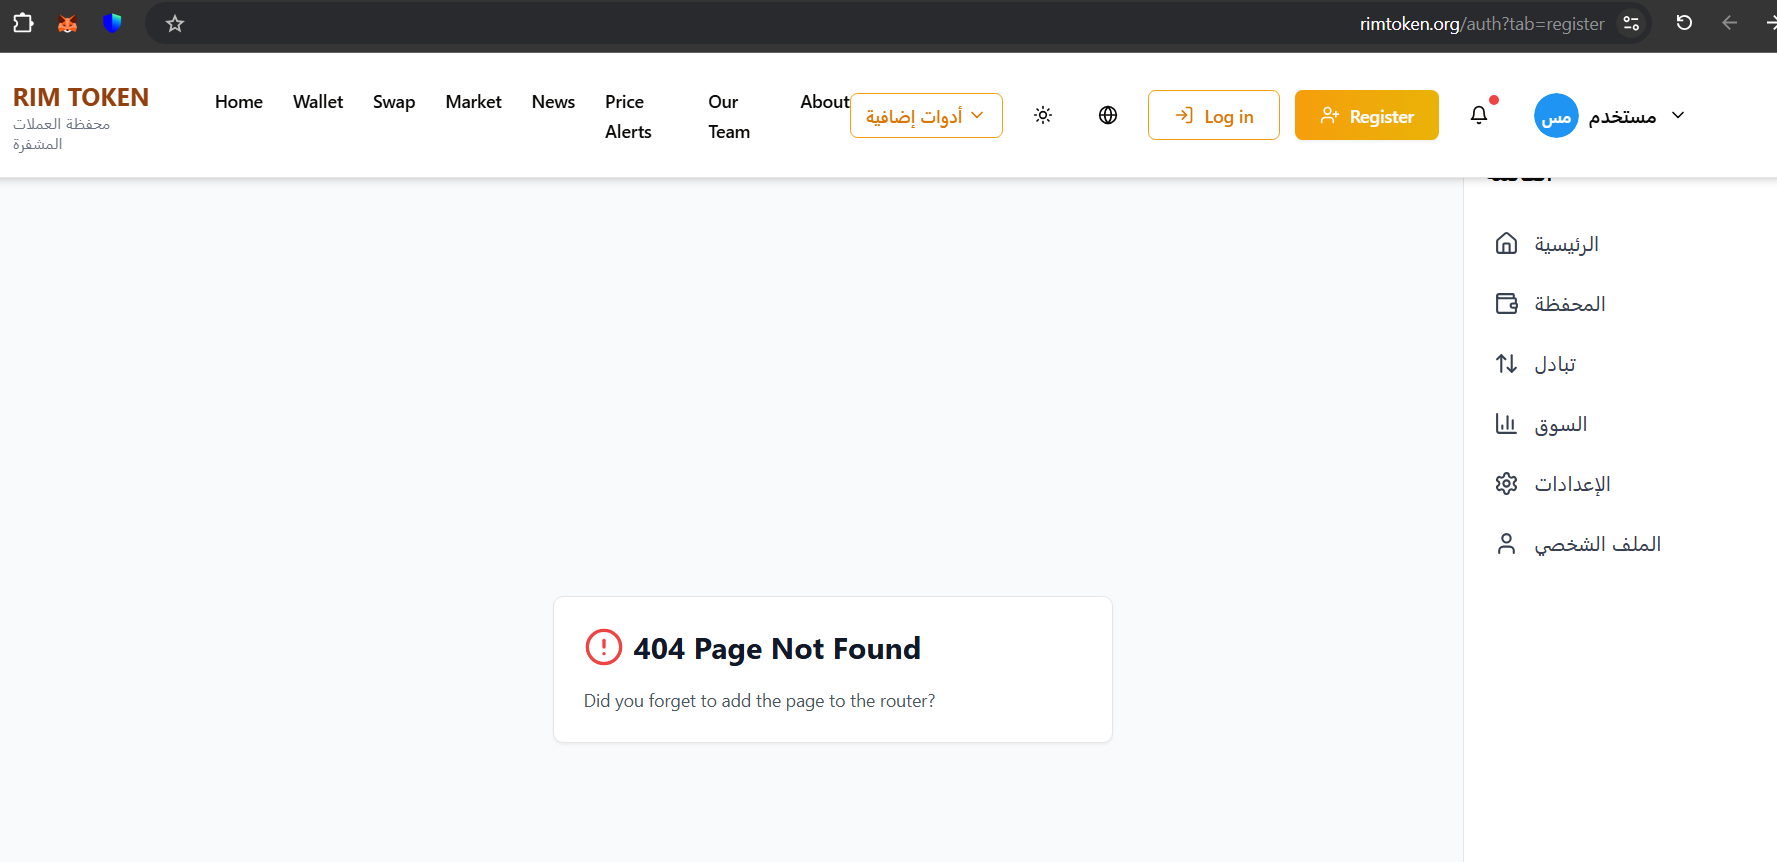 rimtoken.org/auth?tab=register
RIM TOKEN
محفظة العملات
المشفرة
Home
Wallet
Swap
Market
News
Price
Alerts
Our
Team
About
أدوات إضافية
Log in
Register
مس
مستخدم
الرئيسية
المحفظة
تبادل
السوق
الإعدادات
الملف الشخصي
404 Page Not Found
Did you forget to add the page to the router?